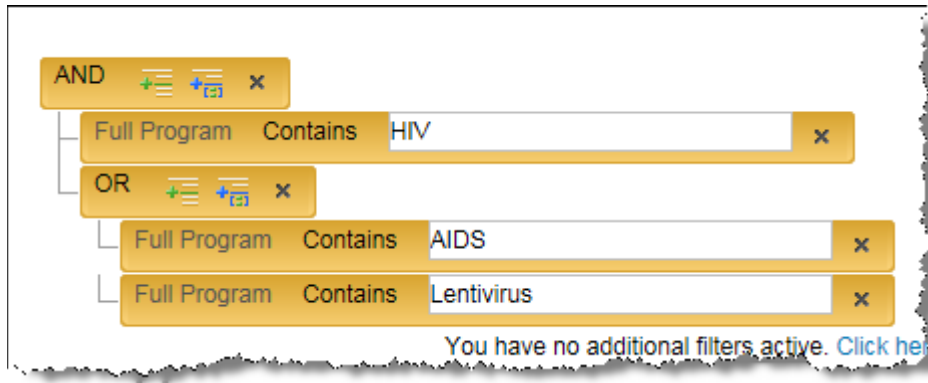 AND
Full Program Contains HIV
OR
Full Program Contains AIDS
Full Program Contains Lentivirus
You have no additional filters active. Click